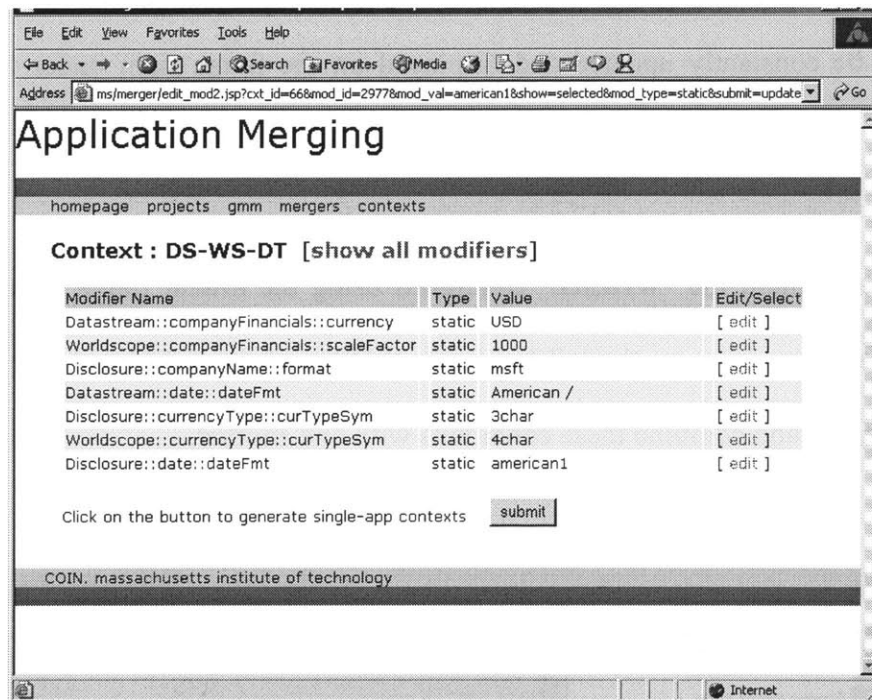 File Edit View Favorites Tools Help
Back Search Favorites Media
Address ms/merger/edit_mod2.jsp?cxt_id=66&mod_id=2977&mod_val=american1&show=selected&mod_type=static&submit=update Go
Application Merging
homepage projects gmm mergers contexts
Context : DS-WS-DT [show all modifiers]
Modifier Name Type Value Edit/Select
Datastream::companyFinancials::currency static USD [ edit ]
Worldscope::companyFinancials::scaleFactor static 1000 [ edit ]
Disclosure::companyName::format static msft [ edit ]
Datastream::date::dateFmt static American / [ edit ]
Disclosure::currencyType::curTypeSym static 3char [ edit ]
Worldscope::currencyType::curTypeSym static 4char [ edit ]
Disclosure::date::dateFmt static american1 [ edit ]
Click on the button to generate single-app contexts submit
COIN. massachusetts institute of technology
Internet